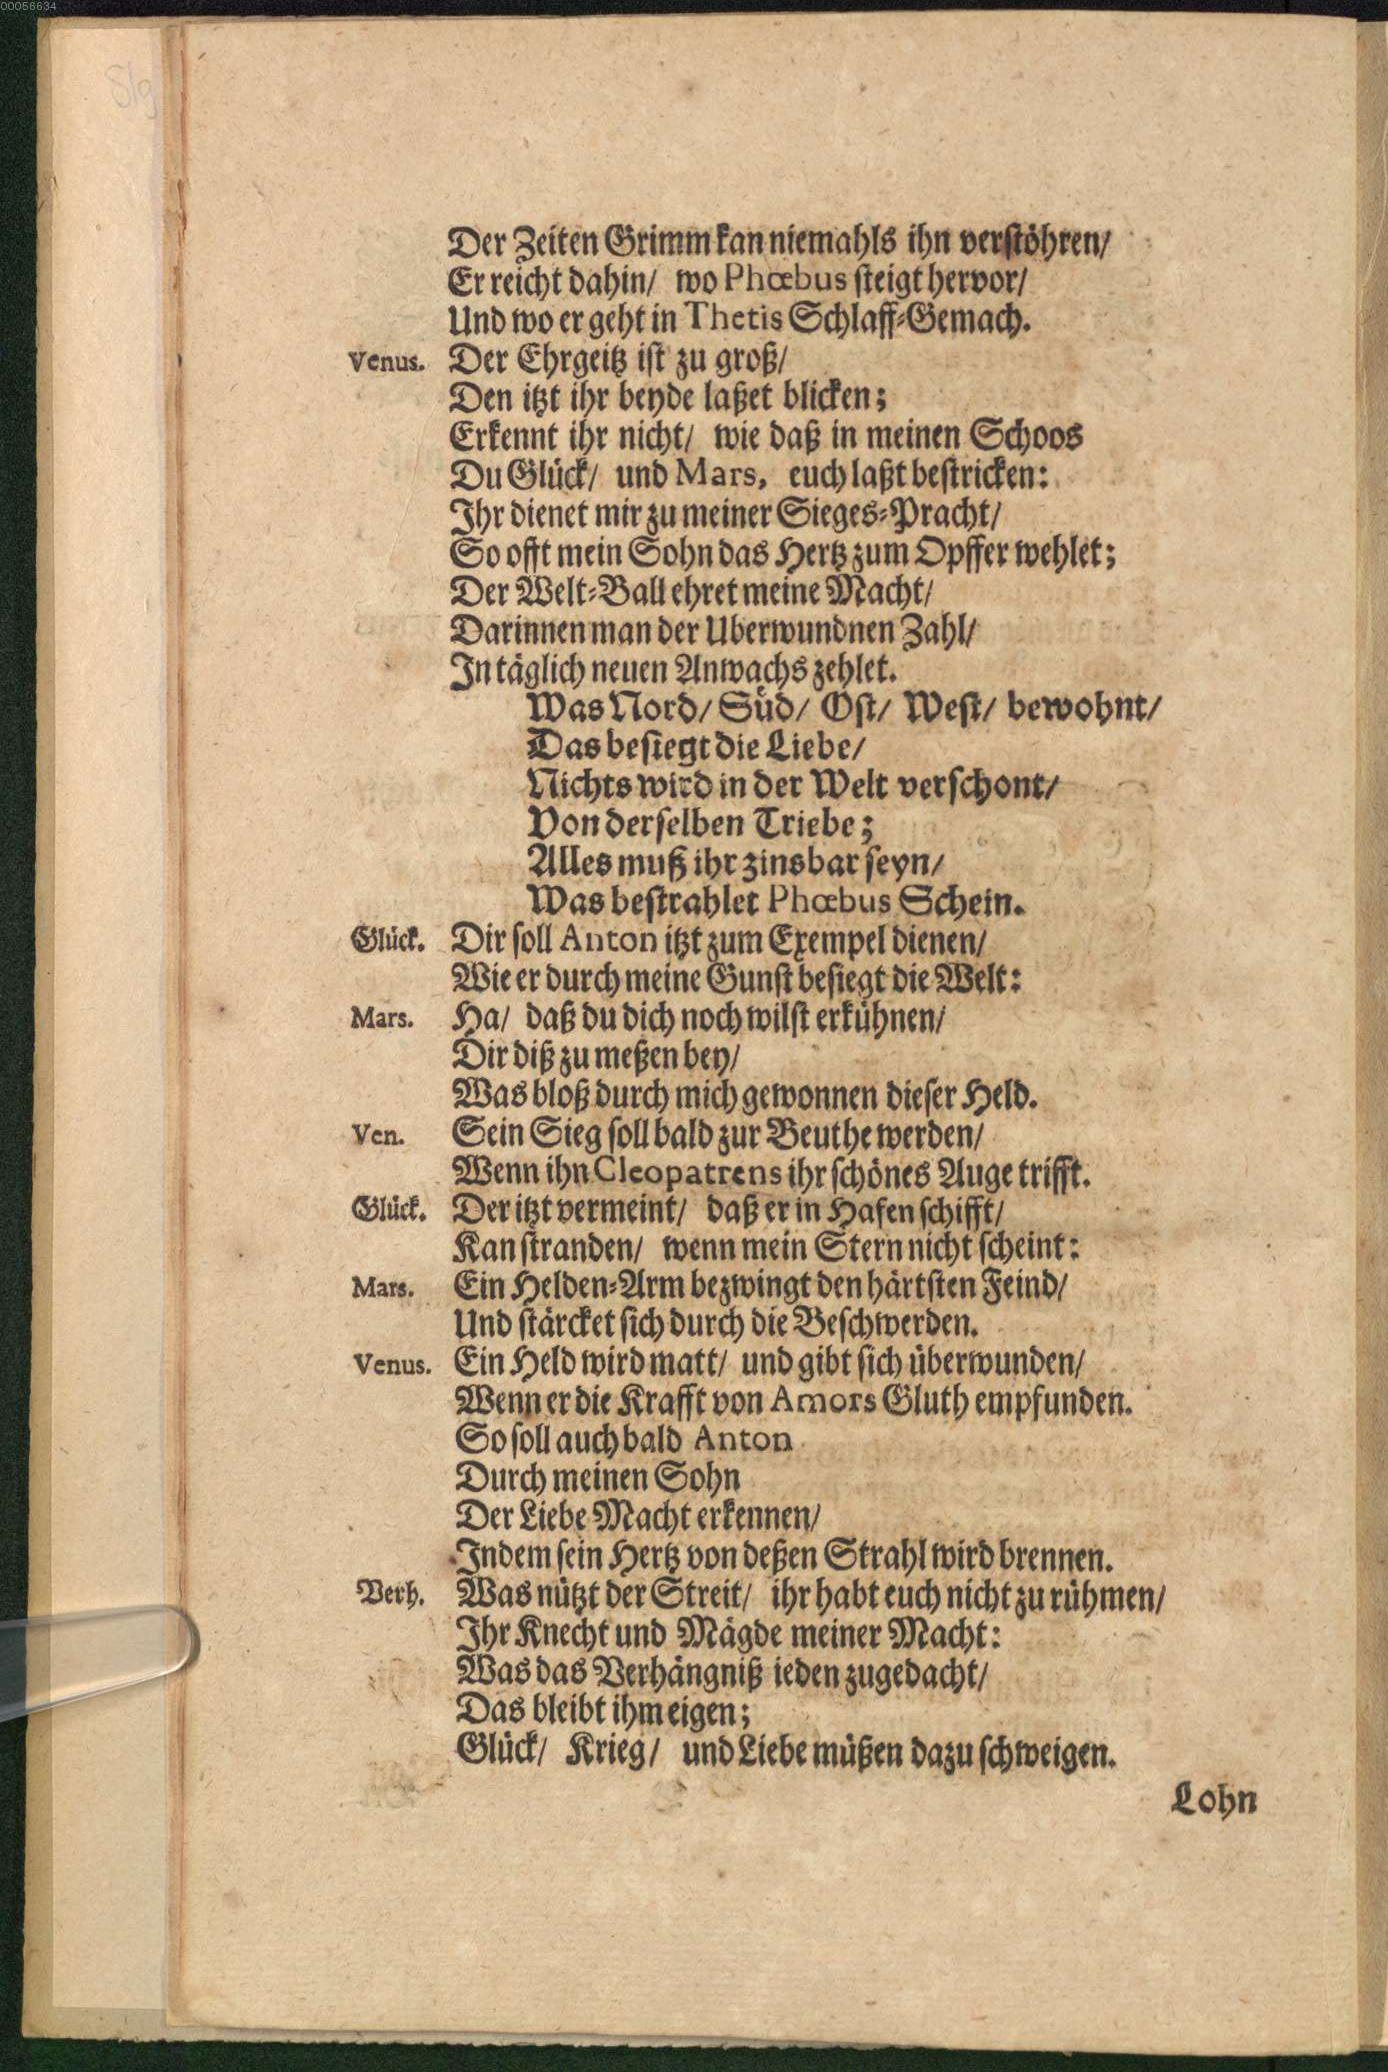 00056634
Slg
Der Zeiten Grimm kan niemahls ihn verstöhren/
Er reicht dahin/ wo Phœbus steigt hervor/
Und wo er geht in Thetis Schlaff-Gemach.
Venus. Der Ehrgeitz ist zu groß/
Den itzt ihr beyde laßet blicken;
Erkennt ihr nicht/ wie daß in meinen Schoos
Du Glück/ und Mars, euch laßt bestricken:
Ihr dienet mir zu meiner Sieges-Pracht/
So offt mein Sohn das Hertz zum Opffer wehlet;
Der Welt-Ball ehret meine Macht/
Darinnen man der Uberwundnen Zahl/
In täglich neuen Anwachs zehlet.
Was Nord/ Süd/ Ost/ West/ bewohnt/
Das besiegt die Liebe/
Nichts wird in der Welt verschont/
Von derselben Triebe;
Alles muß ihr zinsbar seyn/
Was bestrahlet Phœbus Schein.
Glück. Dir soll Anton itzt zum Exempel dienen/
Wie er durch meine Gunst besiegt die Welt:
Mars. Ha/ daß du dich noch wilst erkühnen/
Dir diß zu meßen bey/
Was bloß durch mich gewonnen dieser Held.
Ven. Sein Sieg soll bald zur Beuthe werden/
Wenn ihn Cleopatrens ihr schönes Auge trifft.
Glück. Der itzt vermeint/ daß er in Hafen schifft/
Kan stranden/ wenn mein Stern nicht scheint:
Mars. Ein Helden-Arm bezwingt den härtsten Feind/
Und stärcket sich durch die Beschwerden.
Venus. Ein Held wird matt/ und gibt sich überwunden/
Wenn er die Krafft von Amors Gluth empfunden.
So soll auch bald Anton
Durch meinen Sohn
Der Liebe Macht erkennen/
Indem sein Hertz von deßen Strahl wird brennen.
Verh. Was nützt der Streit/ ihr habt euch nicht zu rühmen/
Ihr Knecht und Mägde meiner Macht:
Was das Verhängniß ieden zugedacht/
Das bleibt ihm eigen;
Glück/ Krieg/ und Liebe müßen dazu schweigen.
Lohn